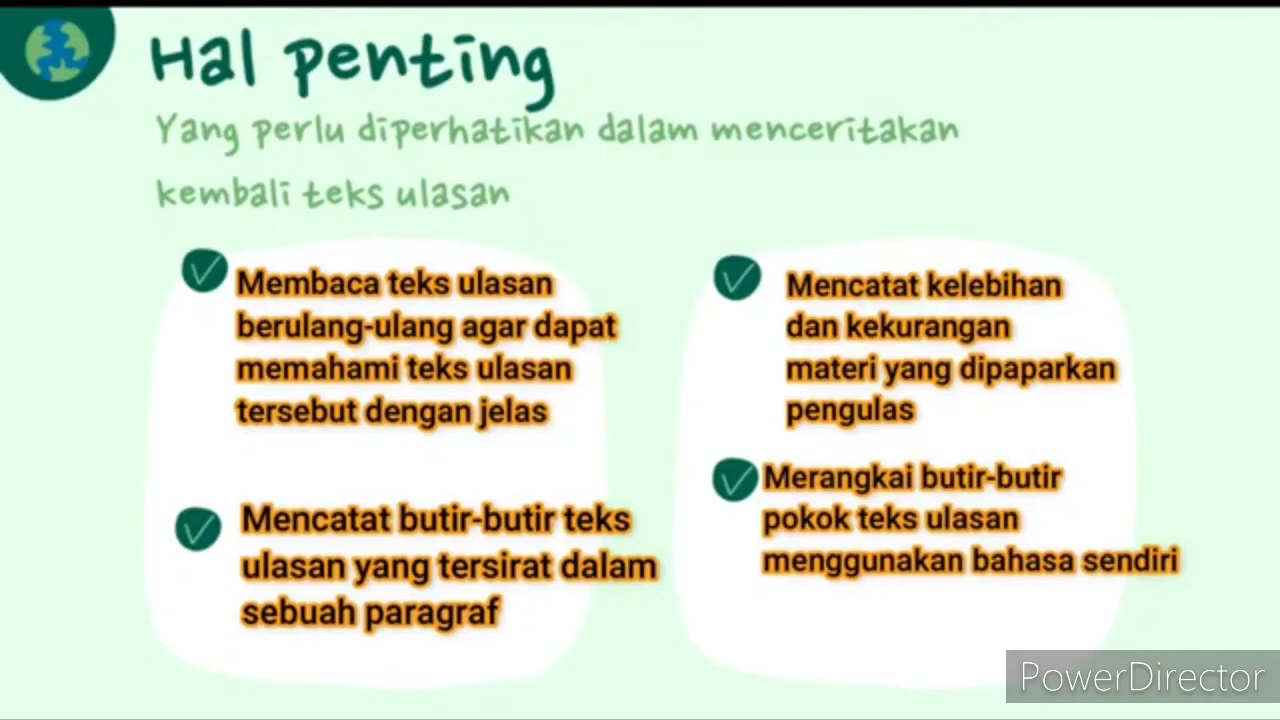 Hal penting
Yang perlu diperhatikan dalam menceritakan
kembali teks ulasan
Membaca teks ulasan
berulang-ulang agar dapat
memahami teks ulasan
tersebut dengan jelas
Mencatat butir-butir teks
ulasan yang tersirat dalam
sebuah paragraf
Mencatat kelebihan
dan kekurangan
materi yang dipaparkan
pengulas
Merangkai butir-butir
pokok teks ulasan
menggunakan bahasa sendiri
PowerDirector